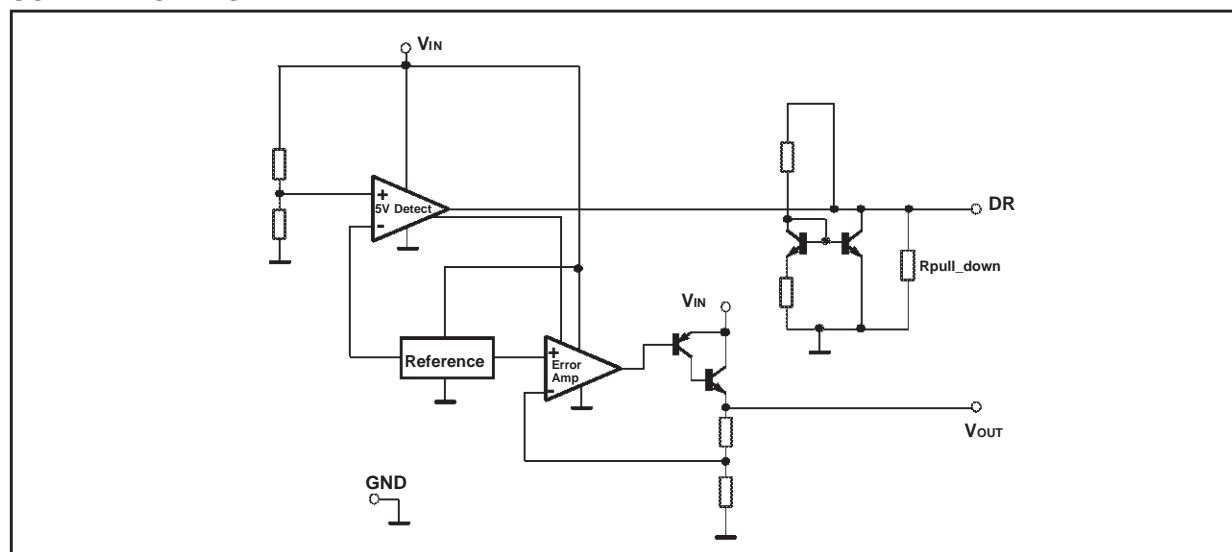 VIN
+
5V Detect
-
DR
Rpull_down
VIN
Reference
+
Error
Amp
-
VOUT
GND